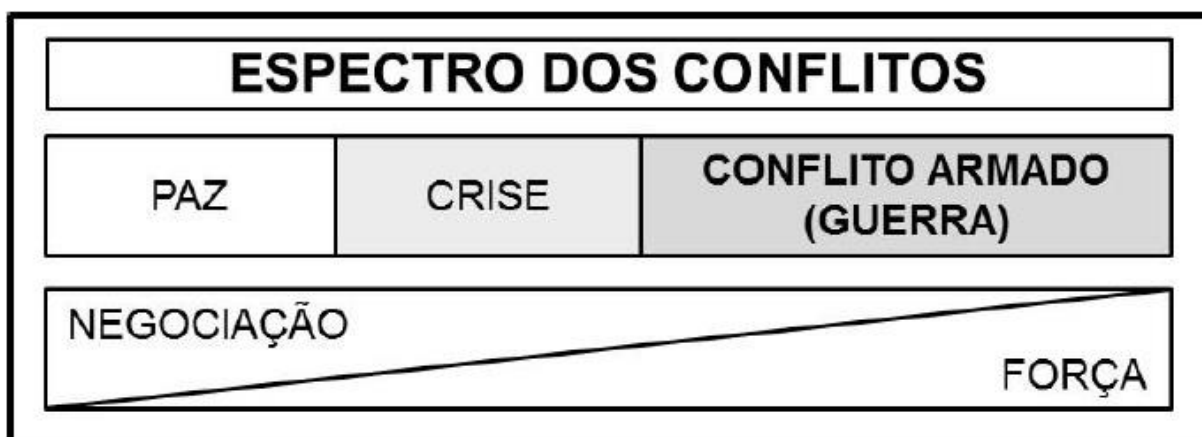 ESPECTRO DOS CONFLITOS
PAZ
CRISE
CONFLITO ARMADO
(GUERRA)
NEGOCIAÇÃO
FORÇA